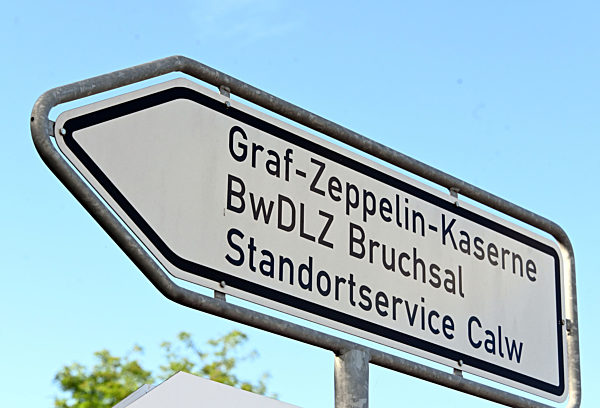 Graf-Zeppelin-Kaserne
BwDLZ Bruchsal
Standortservice Calw